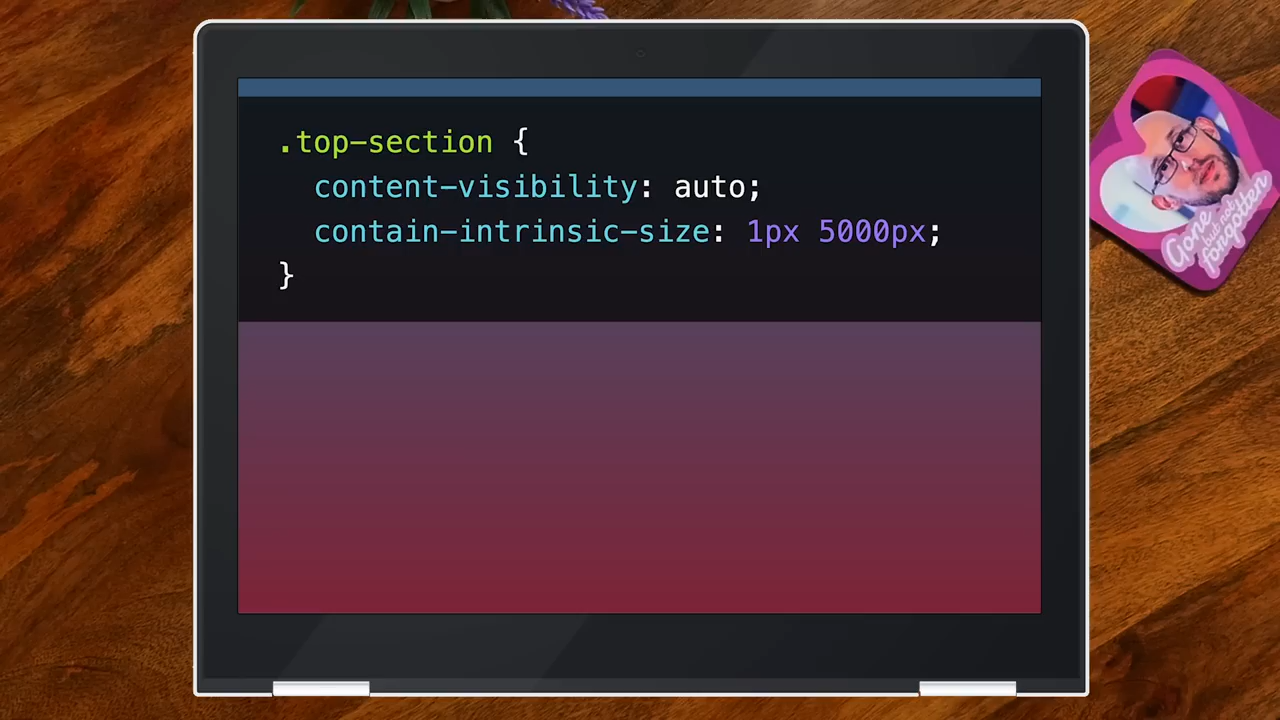 .top-section {
content-visibility: auto;
contain-intrinsic-size: 1px 5000px;
}
Gone
but not
forgotten